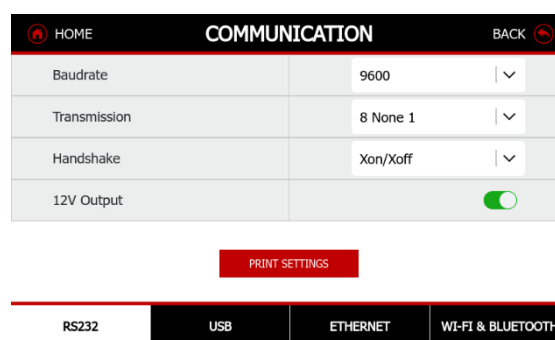 HOME COMMUNICATION BACK
Baudrate 9600
Transmission 8 None 1
Handshake Xon/Xoff
12V Output
PRINT SETTINGS
RS232 USB ETHERNET WI-FI & BLUETOOTH